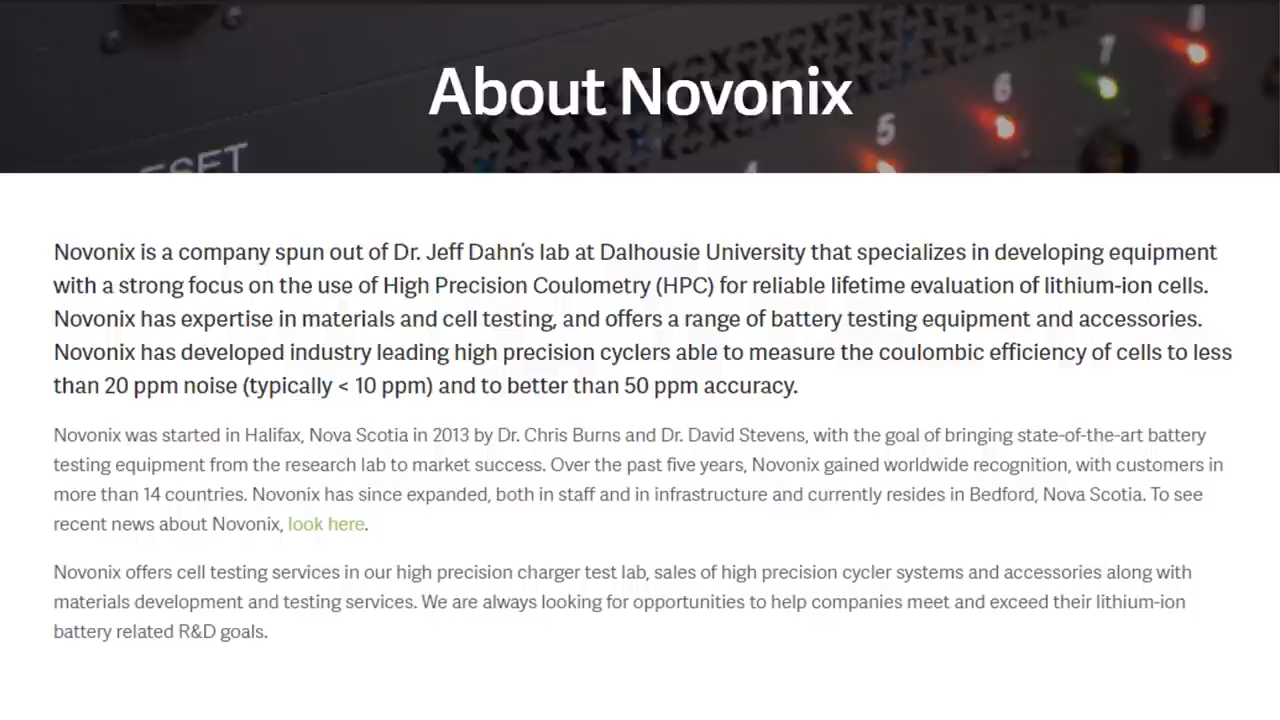 About Novonix
8
7
6
5
4
RESET
Novonix is a company spun out of Dr. Jeff Dahn's lab at Dalhousie University that specializes in developing equipment
with a strong focus on the use of High Precision Coulometry (HPC) for reliable lifetime evaluation of lithium-ion cells.
Novonix has expertise in materials and cell testing, and offers a range of battery testing equipment and accessories.
Novonix has developed industry leading high precision cyclers able to measure the coulombic efficiency of cells to less
than 20 ppm noise (typically < 10 ppm) and to better than 50 ppm accuracy.
Novonix was started in Halifax, Nova Scotia in 2013 by Dr. Chris Burns and Dr. David Stevens, with the goal of bringing state-of-the-art battery
testing equipment from the research lab to market success. Over the past five years, Novonix gained worldwide recognition, with customers in
more than 14 countries. Novonix has since expanded, both in staff and in infrastructure and currently resides in Bedford, Nova Scotia. To see
recent news about Novonix, look here.
Novonix offers cell testing services in our high precision charger test lab, sales of high precision cycler systems and accessories along with
materials development and testing services. We are always looking for opportunities to help companies meet and exceed their lithium-ion
battery related R&D goals.